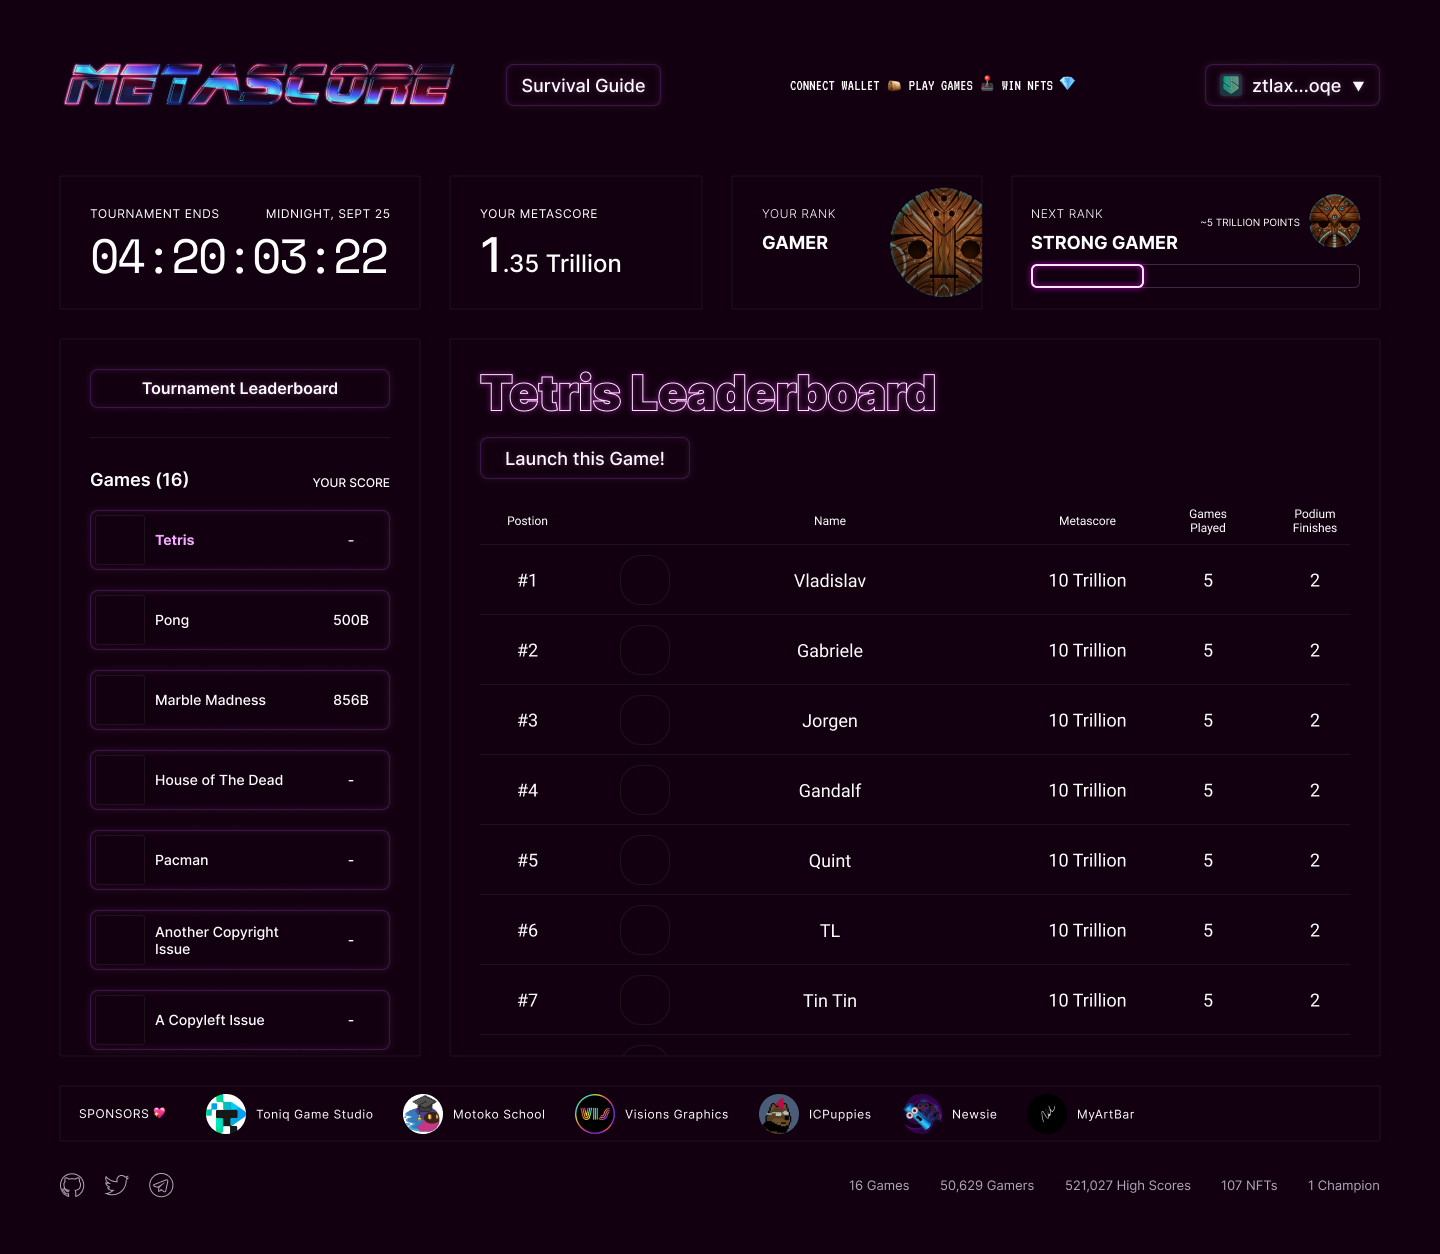 METASCORE
Survival Guide
CONNECT WALLET 👝 PLAY GAMES 🕹️ WIN NFTS 💎
ztlax...oqe ▼
TOURNAMENT ENDS MIDNIGHT, SEPT 25
04:20:03:22
YOUR METASCORE
1.35 Trillion
YOUR RANK
GAMER
NEXT RANK
STRONG GAMER
~5 TRILLION POINTS
Tournament Leaderboard
Games (16) YOUR SCORE
Tetris -
Pong 500B
Marble Madness 856B
House of The Dead -
Pacman -
Another Copyright
Issue -
A Copyleft Issue -
Tetris Leaderboard
Launch this Game!
Postion Name Metascore Games Played Podium Finishes
#1 Vladislav 10 Trillion 5 2
#2 Gabriele 10 Trillion 5 2
#3 Jorgen 10 Trillion 5 2
#4 Gandalf 10 Trillion 5 2
#5 Quint 10 Trillion 5 2
#6 TL 10 Trillion 5 2
#7 Tin Tin 10 Trillion 5 2
SPONSORS 💖 Toniq Game Studio Motoko School Visions Graphics ICPuppies Newsie MyArtBar
16 Games 50,629 Gamers 521,027 High Scores 107 NFTs 1 Champion